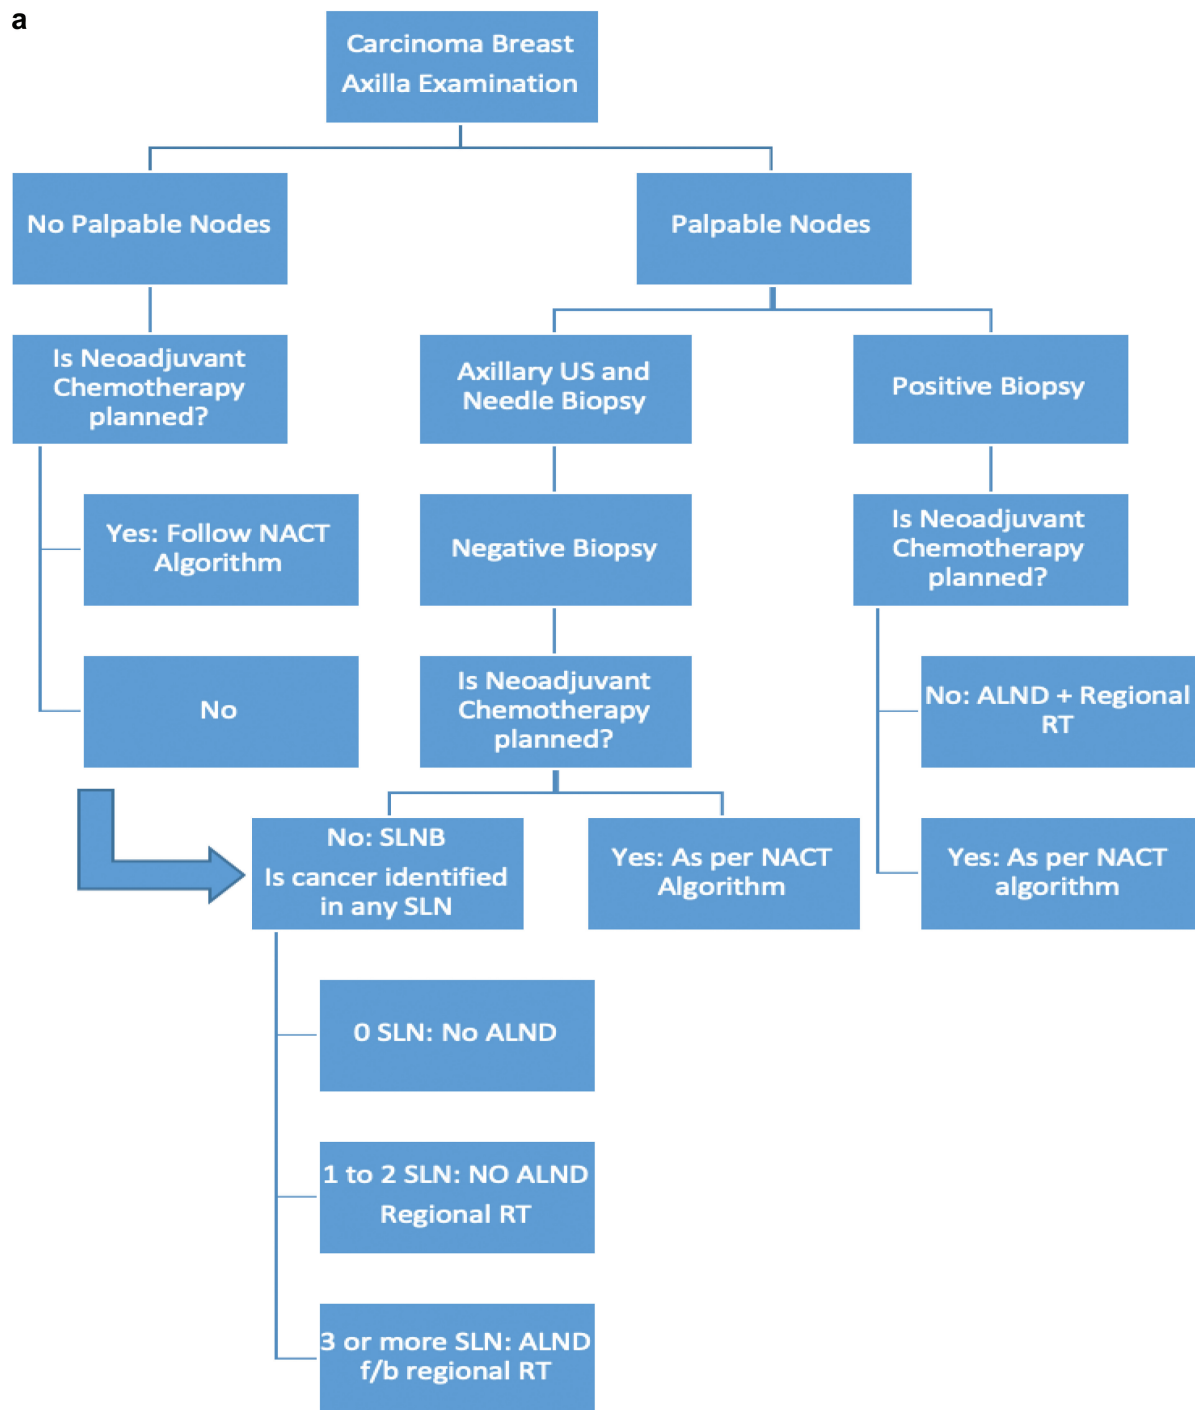 a
Carcinoma Breast
Axilla Examination
No Palpable Nodes
Palpable Nodes
Is Neoadjuvant
Chemotherapy
planned?
Axillary US and
Needle Biopsy
Positive Biopsy
Yes: Follow NACT
Algorithm
Negative Biopsy
Is Neoadjuvant
Chemotherapy
planned?
No
Is Neoadjuvant
Chemotherapy
planned?
No: ALND + Regional
RT
No: SLNB
Is cancer identified
in any SLN
Yes: As per NACT
Algorithm
Yes: As per NACT
algorithm
0 SLN: No ALND
1 to 2 SLN: NO ALND
Regional RT
3 or more SLN: ALND
f/b regional RT